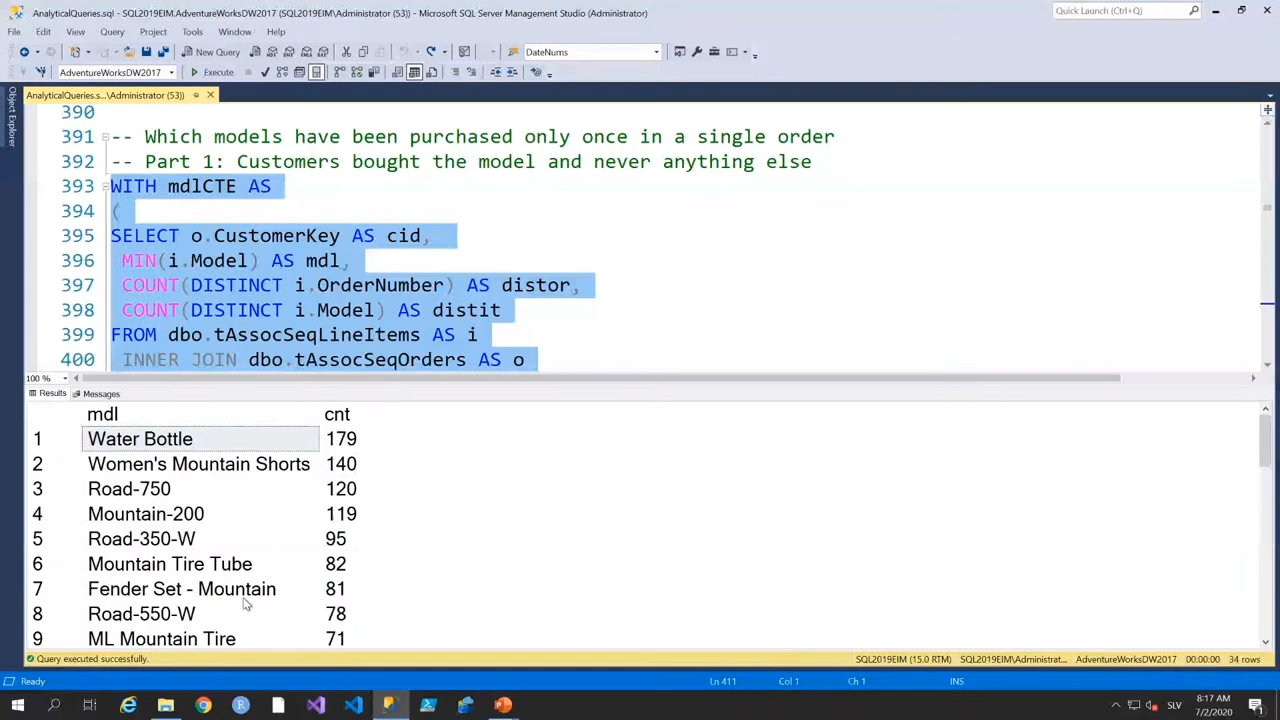 AnalyticalQueries.sql - SQL2019EIM.AdventureWorksDW2017 (SQL2019EIM\Administrator (53)) - Microsoft SQL Server Management Studio (Administrator)
Quick Launch (Ctrl+Q)
File Edit View Query Project Tools Window Help
New Query
DateNums
AdventureWorksDW2017
Execute
Object Explorer
AnalyticalQueries.s...\Administrator (53))
390
391 -- Which models have been purchased only once in a single order
392 -- Part 1: Customers bought the model and never anything else
393 WITH mdlCTE AS
394 (
395 SELECT o.CustomerKey AS cid,
396 MIN(i.Model) AS mdl,
397 COUNT(DISTINCT i.OrderNumber) AS distor,
398 COUNT(DISTINCT i.Model) AS distit
399 FROM dbo.tAssocSeqLineItems AS i
400 INNER JOIN dbo.tAssocSeqOrders AS o
100 %
Results Messages
mdl cnt
1 Water Bottle 179
2 Women's Mountain Shorts 140
3 Road-750 120
4 Mountain-200 119
5 Road-350-W 95
6 Mountain Tire Tube 82
7 Fender Set - Mountain 81
8 Road-550-W 78
9 ML Mountain Tire 71
Query executed successfully. SQL2019EIM (15.0 RTM) SQL2019EIM\Administrat... AdventureWorksDW2017 00:00:00 34 rows
Ready Ln 411 Col 1 Ch 1 INS
SLV
8:17 AM
7/2/2020